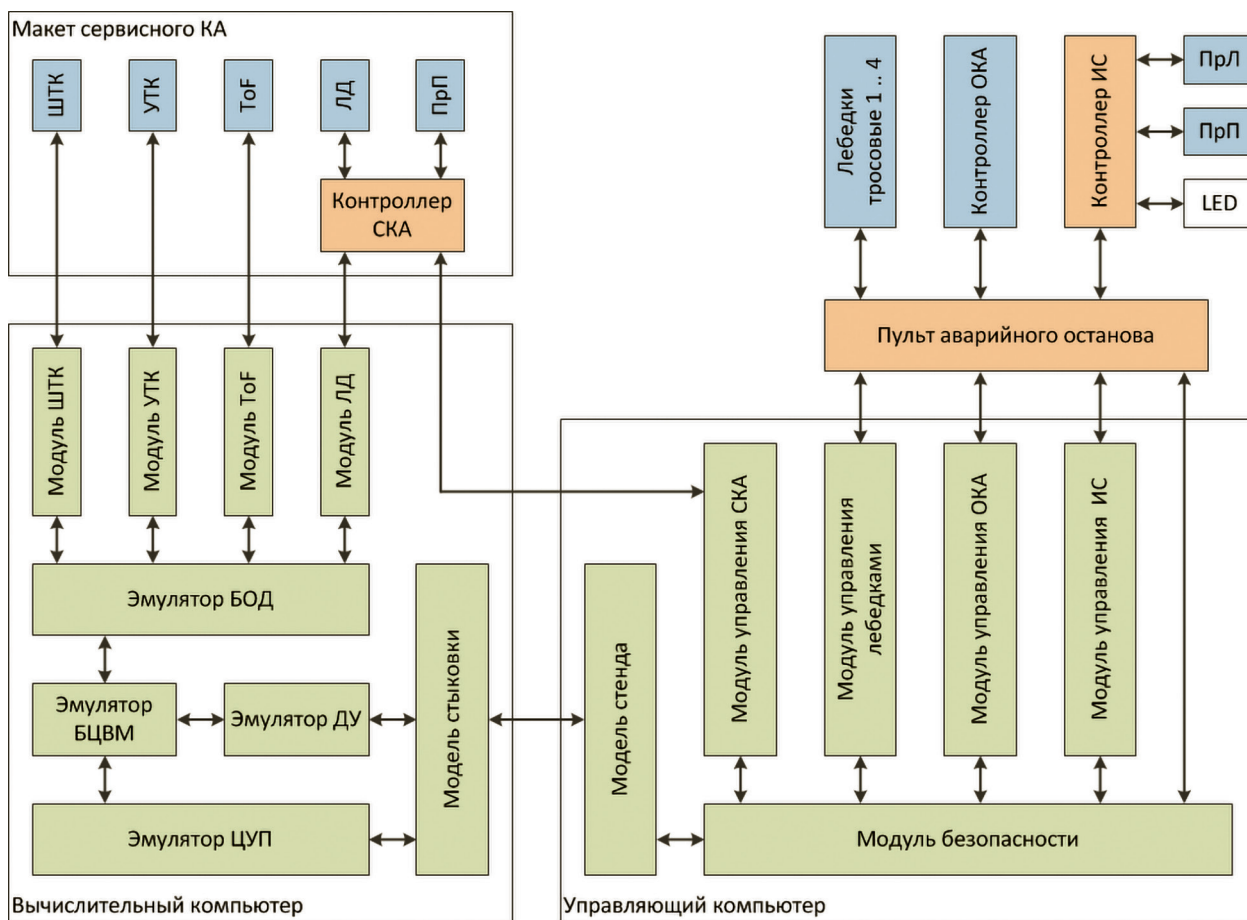 Макет сервисного КА
ШТК
УТК
ToF
ЛД
ПрП
Контроллер
СКА
Лебедки
тросовые 1 .. 4
Контроллер ОКА
Контроллер ИС
ПрЛ
ПрП
LED
Пульт аварийного останова
Модуль ШТК
Модуль УТК
Модуль ToF
Модуль ЛД
Эмулятор БОД
Эмулятор
БЦВМ
Эмулятор ДУ
Эмулятор ЦУП
Модель стыковки
Вычислительный компьютер
Модель стенда
Модуль управления СКА
Модуль управления
лебедками
Модуль управления ОКА
Модуль управления ИС
Модуль безопасности
Управляющий компьютер